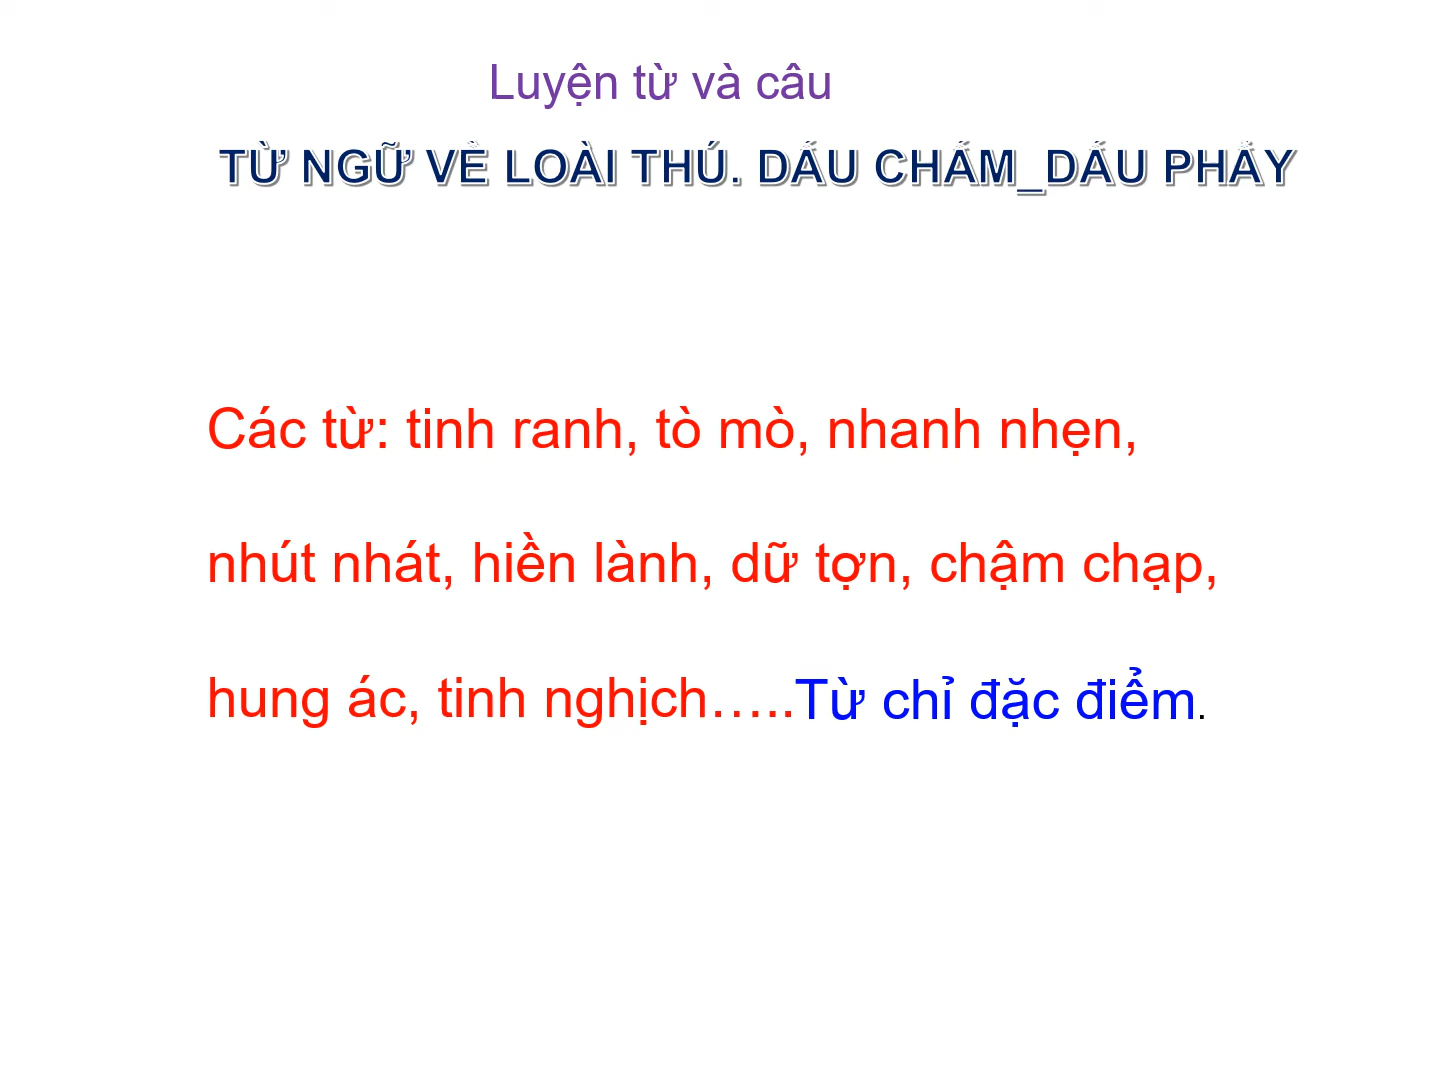 Luyện từ và câu
TỪ NGỮ VỀ LOÀI THÚ. DẤU CHẤM_DẤU PHẨY
Các từ: tinh ranh, tò mò, nhanh nhẹn,
nhút nhát, hiền lành, dữ tợn, chậm chạp,
hung ác, tinh nghịch…..Từ chỉ đặc điểm.